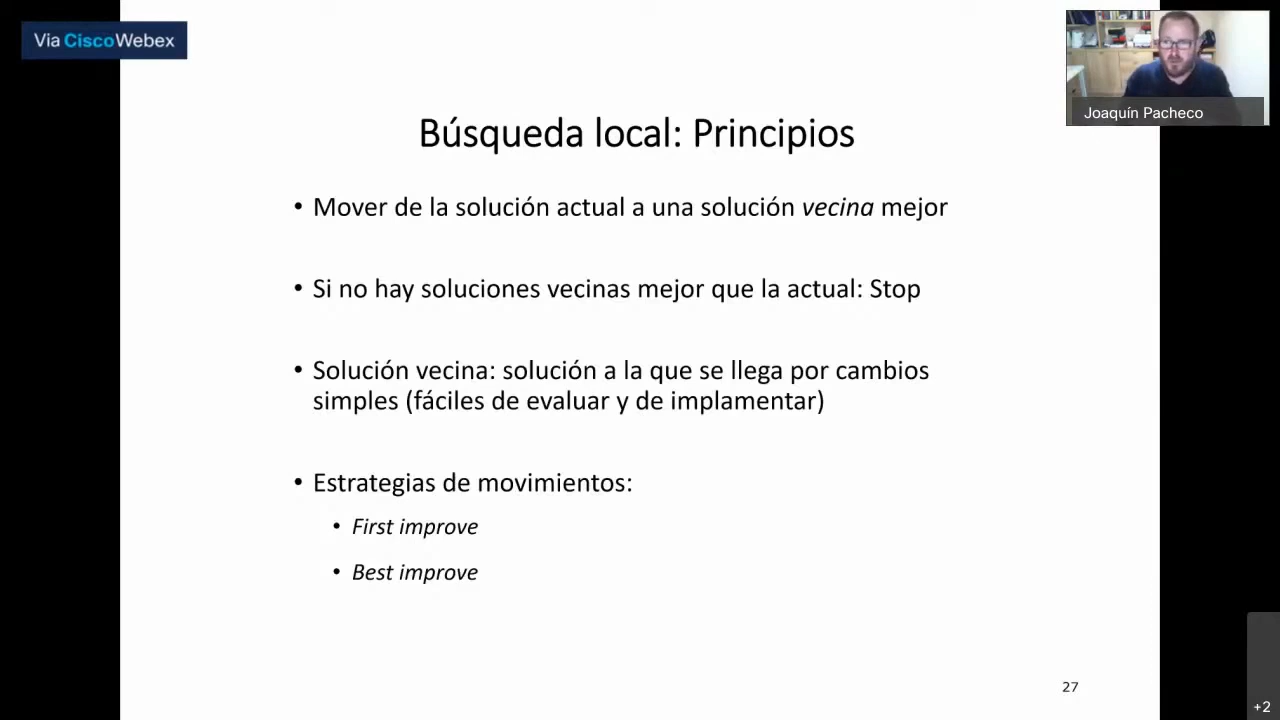 Via CiscoWebex
Joaquín Pacheco
Búsqueda local: Principios
• Mover de la solución actual a una solución vecina mejor
• Si no hay soluciones vecinas mejor que la actual: Stop
• Solución vecina: solución a la que se llega por cambios
simples (fáciles de evaluar y de implamentar)
• Estrategias de movimientos:
• First improve
• Best improve
27
+2